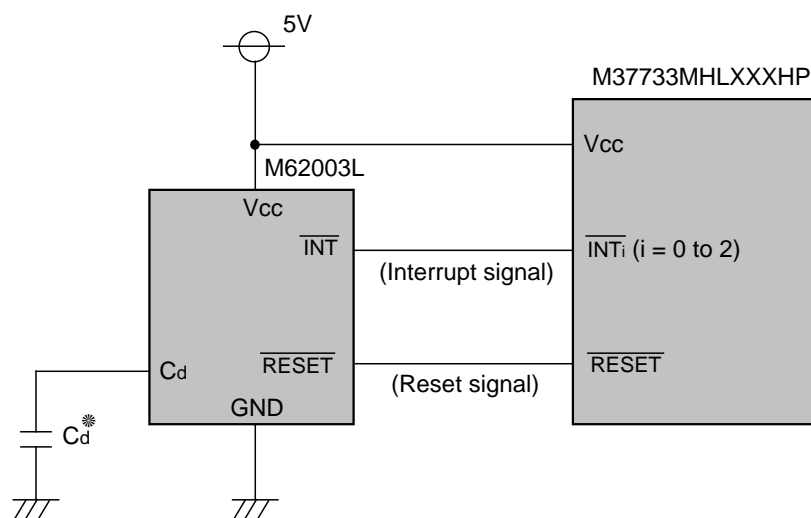 5V
M37733MHLXXXHP
Vcc
M62003L
Vcc
INT
INTi (i = 0 to 2)
(Interrupt signal)
Cd
RESET
RESET
(Reset signal)
GND
Cd*